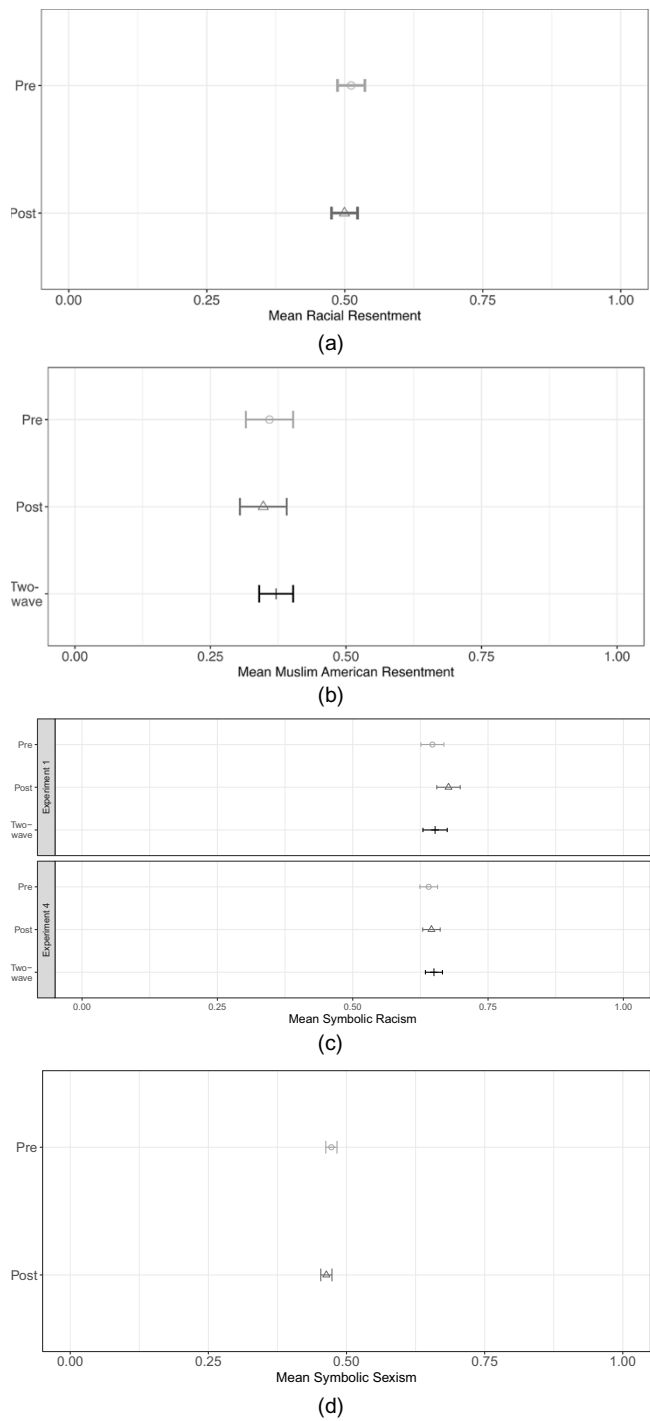 Pre
Post
0.00 0.25 0.50 0.75 1.00
Mean Racial Resentment
(a)
Pre
Post
Two-
wave
0.00 0.25 0.50 0.75 1.00
Mean Muslim American Resentment
(b)
Experiment 1
Pre
Post
Two-
wave
Experiment 4
Pre
Post
Two-
wave
0.00 0.25 0.50 0.75 1.00
Mean Symbolic Racism
(c)
Pre
Post
0.00 0.25 0.50 0.75 1.00
Mean Symbolic Sexism
(d)